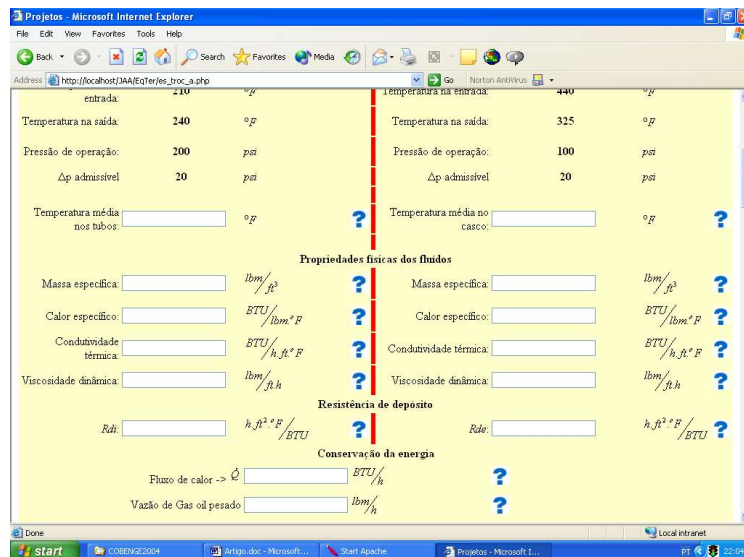 Projetos - Microsoft Internet Explorer
File Edit View Favorites Tools Help
Back Search Favorites Media
Address http://localhost/JAA/EqTer/es_troc_a.php Go Norton AntiVirus
entrada: 210 °F Temperatura na entrada: 440 °F
Temperatura na saída: 240 °F Temperatura na saída: 325 °F
Pressão de operação: 200 psi Pressão de operação: 100 psi
Δp admissível 20 psi Δp admissível 20 psi
Temperatura média nos tubos: °F ? Temperatura média no casco: °F ?
Propriedades físicas dos fluídos
Massa específica: lbm/ft³ ? Massa específica: lbm/ft³ ?
Calor específico: BTU/lbm.°F ? Calor específico: BTU/lbm.°F ?
Condutividade térmica: BTU/h.ft.°F ? Condutividade térmica: BTU/h.ft.°F ?
Viscosidade dinâmica: lbm/ft.h ? Viscosidade dinâmica: lbm/ft.h ?
Resistência de depósito
Rdi: h.ft².°F/BTU ? Rde: h.ft².°F/BTU ?
Conservação da energia
Fluxo de calor -> Q̇ BTU/h ?
Vazão de Gas oil pesado lbm/h ?
Done Local intranet
start COBENGE2004 Artigo.doc - Microsoft... Start Apache Projetos - Microsoft I... PT 22:04